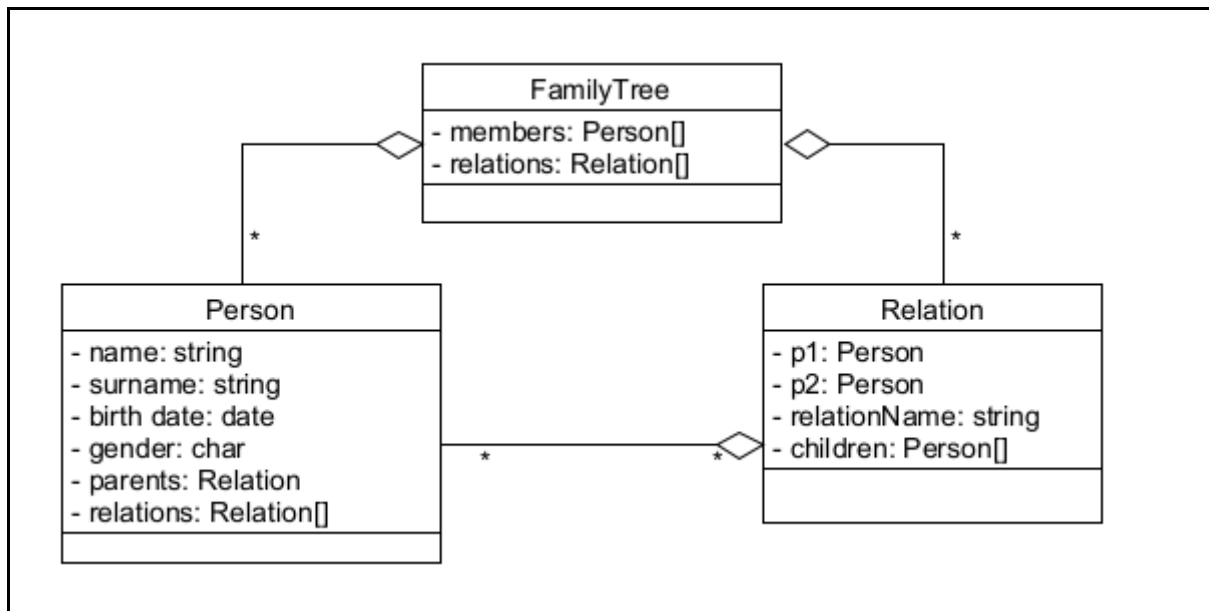 FamilyTree
- members: Person[]
- relations: Relation[]
*
*
Person
- name: string
- surname: string
- birth date: date
- gender: char
- parents: Relation
- relations: Relation[]
*
*
Relation
- p1: Person
- p2: Person
- relationName: string
- children: Person[]